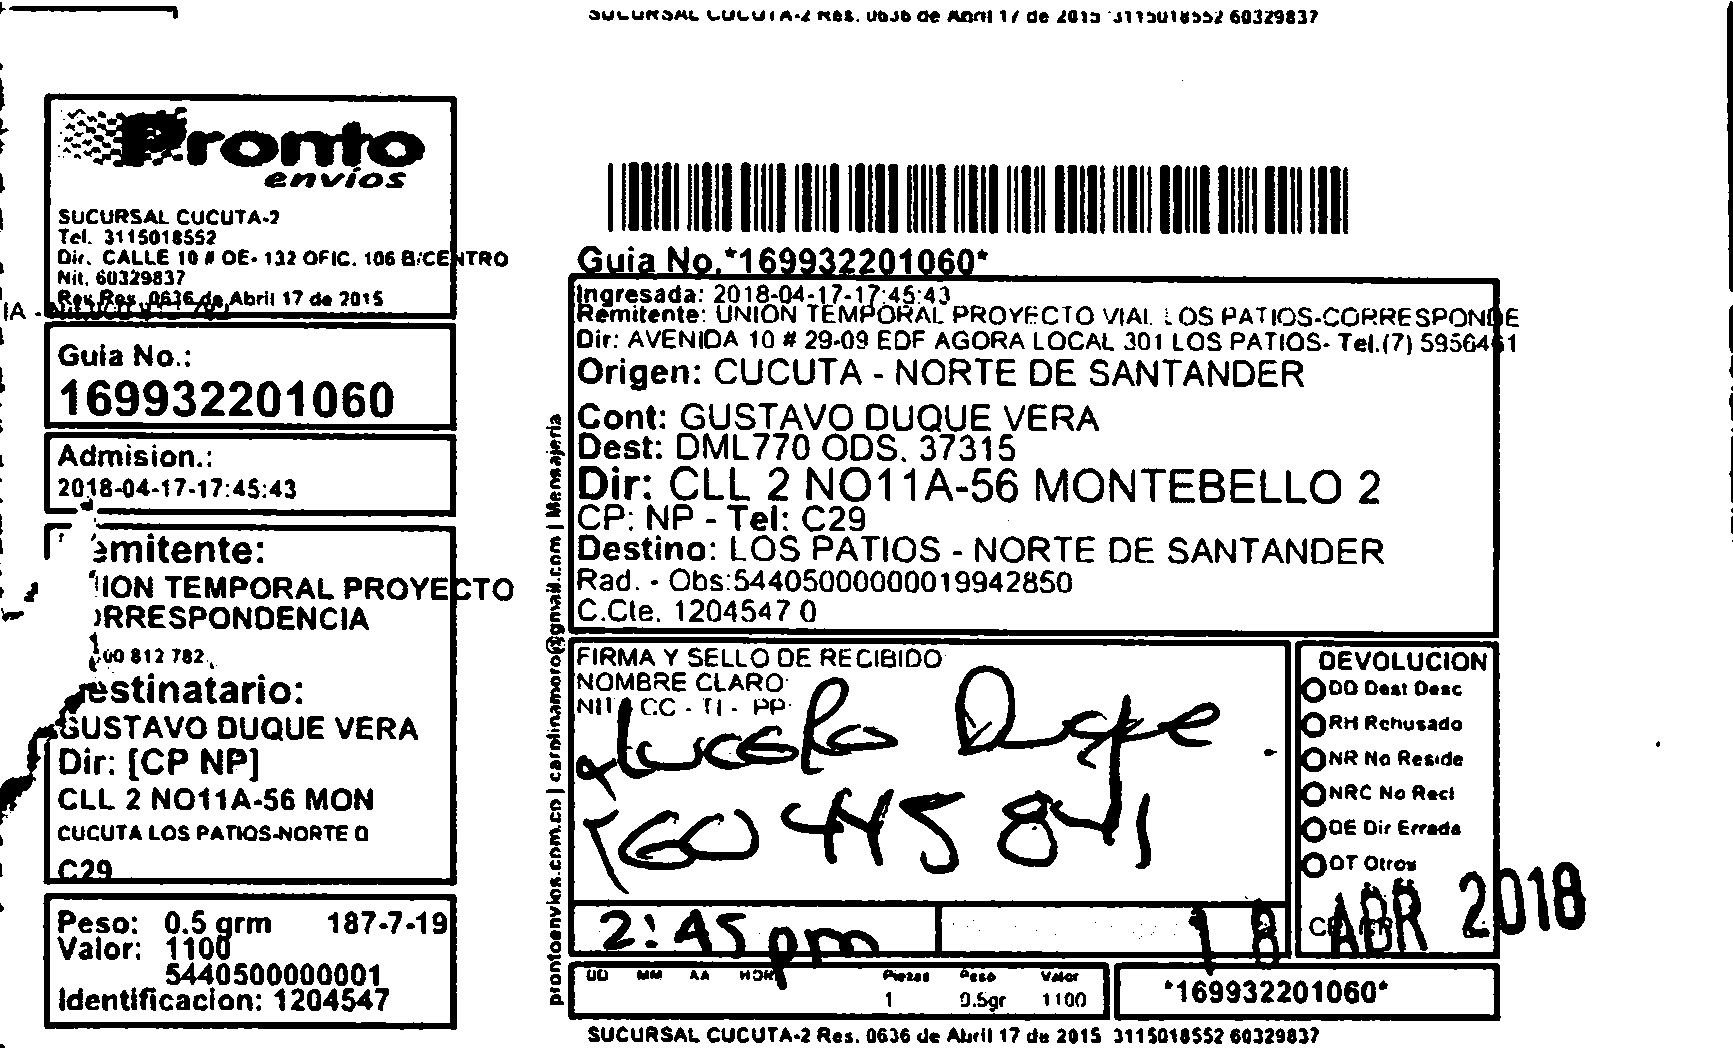 SUCURSAL CUCUTA-2 Res. 0636 de Abril 17 de 2015 3115018552 60329837
Pronto
envios
SUCURSAL CUCUTA-2
Tel. 3115018552
Dir. CALLE 10 # OE- 132 OFIC. 106 B/CENTRO
Nit. 60329837
Res. 0636 de Abril 17 de 2015
Guia No.:
169932201060
Admision.:
2018-04-17-17:45:43
emitente:
ION TEMPORAL PROYECTO
RRESPONDENCIA
00 812 782
estinatario:
GUSTAVO DUQUE VERA
Dir: [CP NP]
CLL 2 NO11A-56 MON
CUCUTA LOS PATIOS-NORTE D
C29
Peso: 0.5 grm 187-7-19
Valor: 1100
5440500000001
Identificacion: 1204547
prontoenvios.com.co | carolinamoro@gmail.com | Mensajeria
Guia No.*169932201060*
Ingresada: 2018-04-17-17:45:43
Remitente: UNION TEMPORAL PROYECTO VIAL LOS PATIOS-CORRESPONDE
Dir: AVENIDA 10 # 29-09 EDF AGORA LOCAL 301 LOS PATIOS- Tel.(7) 5956461
Origen: CUCUTA - NORTE DE SANTANDER
Cont: GUSTAVO DUQUE VERA
Dest: DML770 ODS. 37315
Dir: CLL 2 NO11A-56 MONTEBELLO 2
CP: NP - Tel: C29
Destino: LOS PATIOS - NORTE DE SANTANDER
Rad. - Obs:54405000000019942850
C.Cte. 1204547 0
FIRMA Y SELLO DE RECIBIDO
NOMBRE CLARO
NIT - CC - TI - PP
Duque
60 445 841
2:45 pm
18 ABR 2018
DEVOLUCION
DD Dest Desc
RH Rehusado
NR No Reside
NRC No Recl
DE Dir Errada
OT Otros
DD MM AA HORA Piezas Peso Valor
1 0.5gr 1100
*169932201060*
SUCURSAL CUCUTA-2 Res. 0636 de Abril 17 de 2015 3115018552 60329837